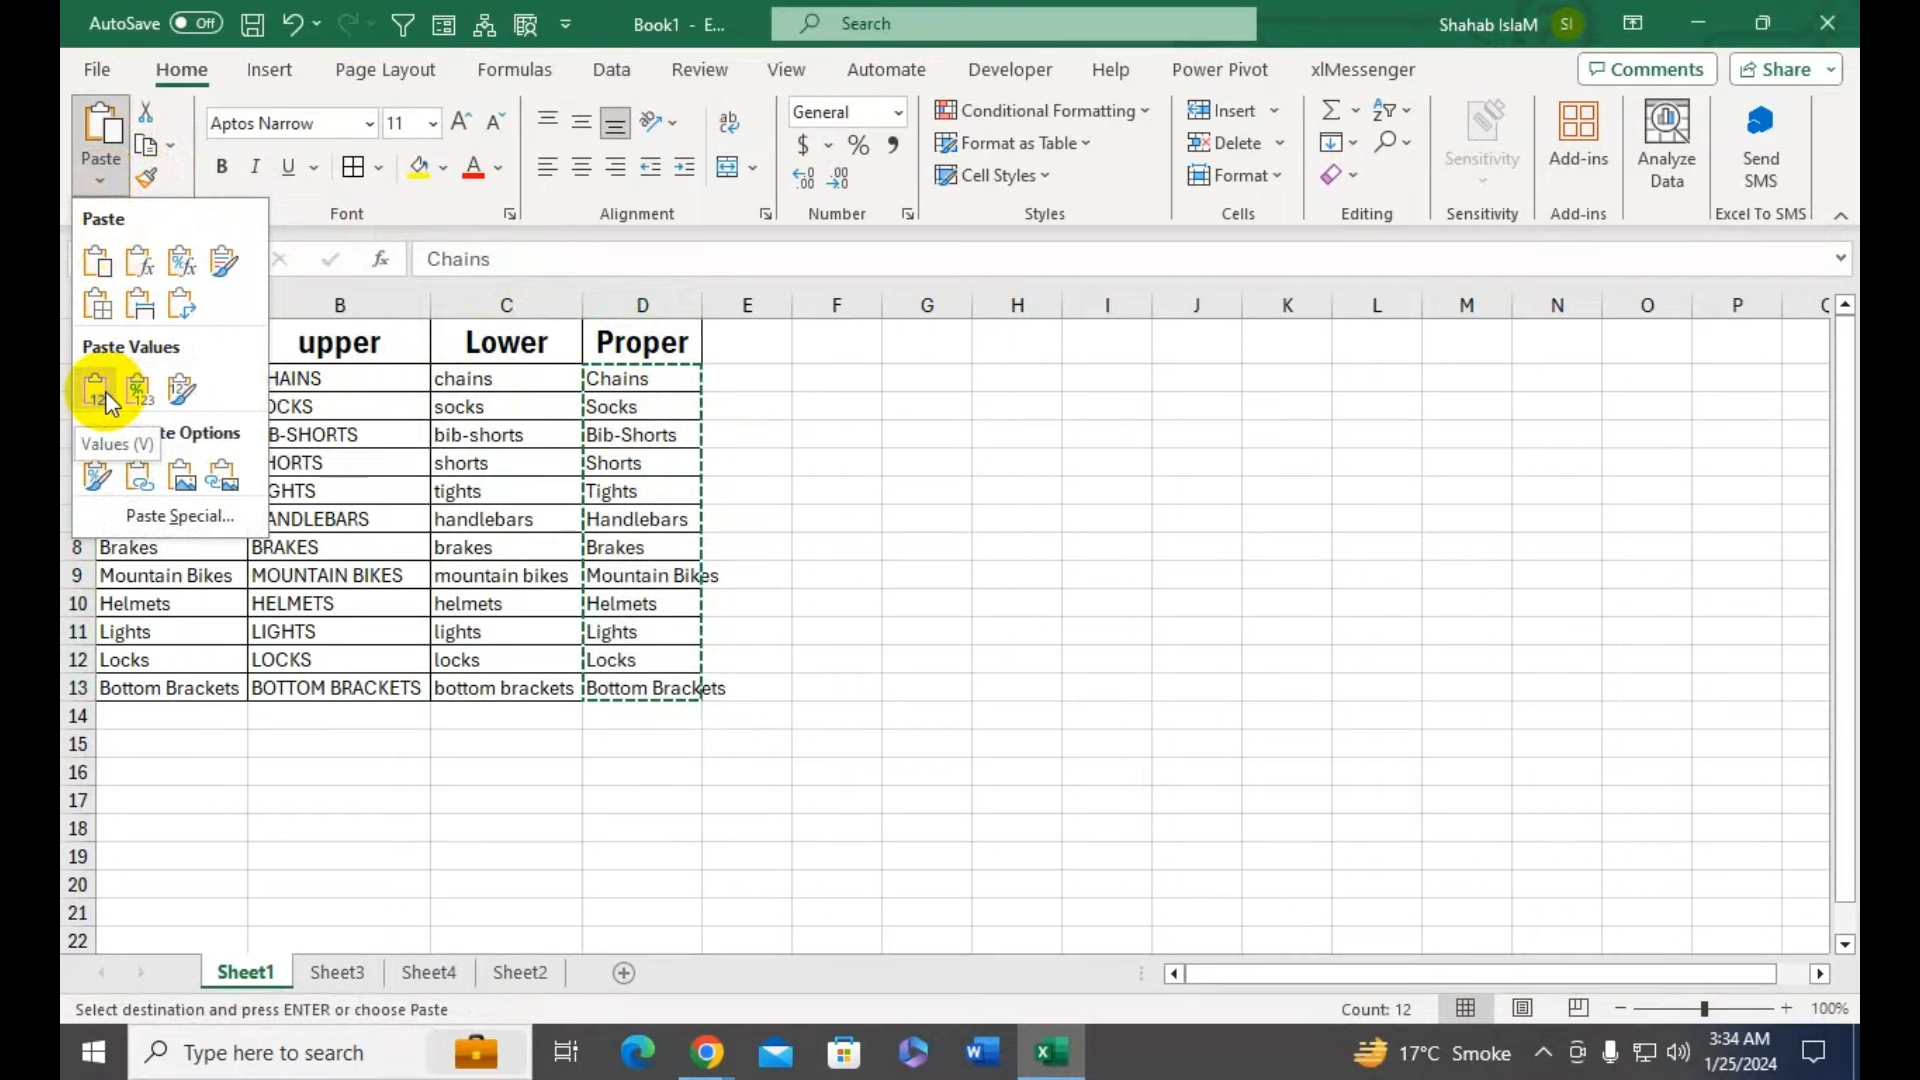 AutoSave Off Book1 - E... Search Shahab IslaM SI
File Home Insert Page Layout Formulas Data Review View Automate Developer Help Power Pivot xlMessenger Comments Share
Paste Aptos Narrow 11 General Conditional Formatting Insert
Format as Table Delete Sensitivity Add-ins Analyze Data Send SMS
Cell Styles Format
Font Alignment Number Styles Cells Editing Sensitivity Add-ins Excel To SMS
Paste
Paste Values
Values (V)
te Options
Paste Special...
fx Chains
B C D E F G H I J K L M N O P
upper Lower Proper
HAINS chains Chains
OCKS socks Socks
B-SHORTS bib-shorts Bib-Shorts
HORTS shorts Shorts
GHTS tights Tights
ANDLEBARS handlebars Handlebars
8 Brakes BRAKES brakes Brakes
9 Mountain Bikes MOUNTAIN BIKES mountain bikes Mountain Bikes
10 Helmets HELMETS helmets Helmets
11 Lights LIGHTS lights Lights
12 Locks LOCKS locks Locks
13 Bottom Brackets BOTTOM BRACKETS bottom brackets Bottom Brackets
14
15
16
17
18
19
20
21
22
Sheet1 Sheet3 Sheet4 Sheet2
Select destination and press ENTER or choose Paste Count: 12 100%
Type here to search 17°C Smoke 3:34 AM
1/25/2024